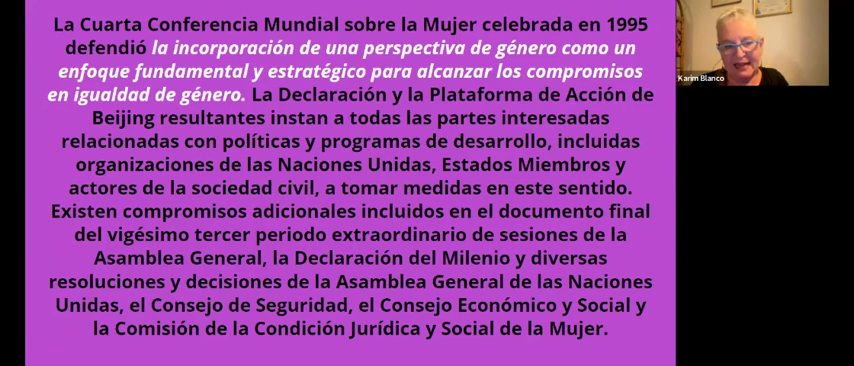 La Cuarta Conferencia Mundial sobre la Mujer celebrada en 1995
defendió la incorporación de una perspectiva de género como un
enfoque fundamental y estratégico para alcanzar los compromisos
en igualdad de género. La Declaración y la Plataforma de Acción de
Beijing resultantes instan a todas las partes interesadas
relacionadas con políticas y programas de desarrollo, incluidas
organizaciones de las Naciones Unidas, Estados Miembros y
actores de la sociedad civil, a tomar medidas en este sentido.
Existen compromisos adicionales incluidos en el documento final
del vigésimo tercer periodo extraordinario de sesiones de la
Asamblea General, la Declaración del Milenio y diversas
resoluciones y decisiones de la Asamblea General de las Naciones
Unidas, el Consejo de Seguridad, el Consejo Económico y Social y
la Comisión de la Condición Jurídica y Social de la Mujer.
Karim Blanco